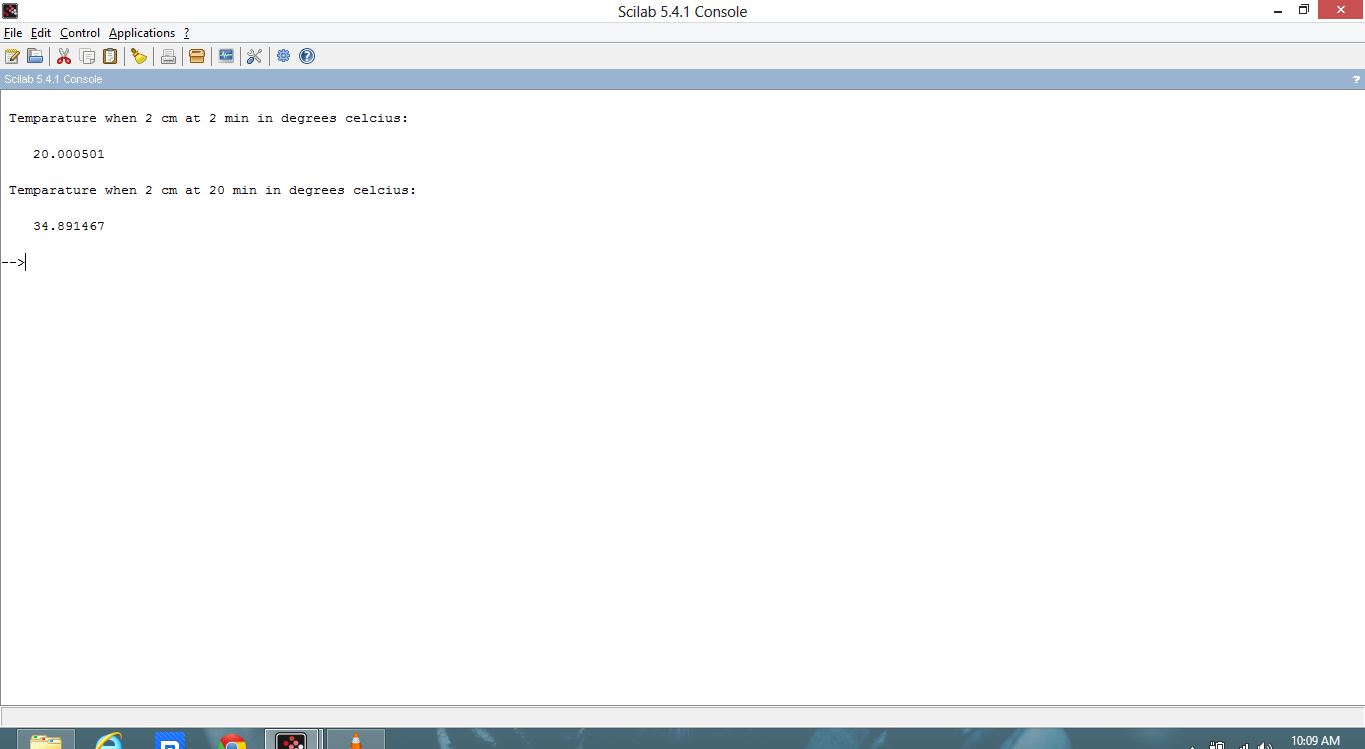 Scilab 5.4.1 Console
File Edit Control Applications ?
Scilab 5.4.1 Console ?
Temparature when 2 cm at 2 min in degrees celcius:
20.000501
Temparature when 2 cm at 20 min in degrees celcius:
34.891467
-->
10:09 AM